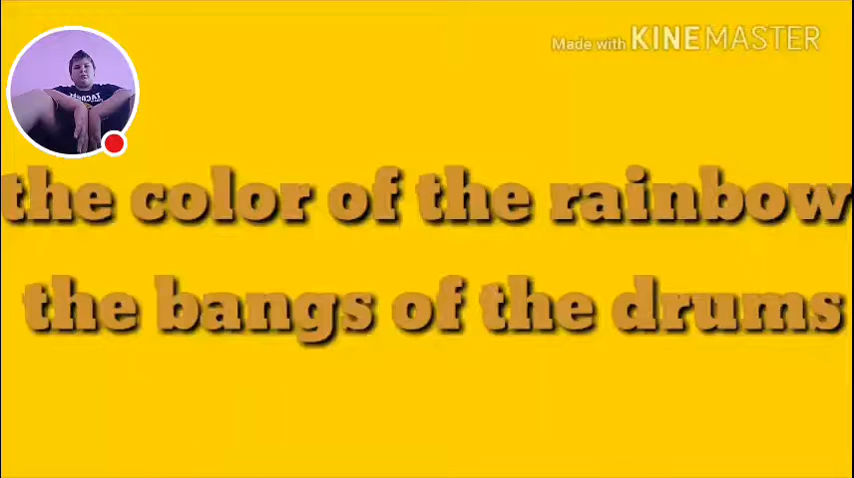 Made with KINEMASTER
the color of the rainbow
the bangs of the drums